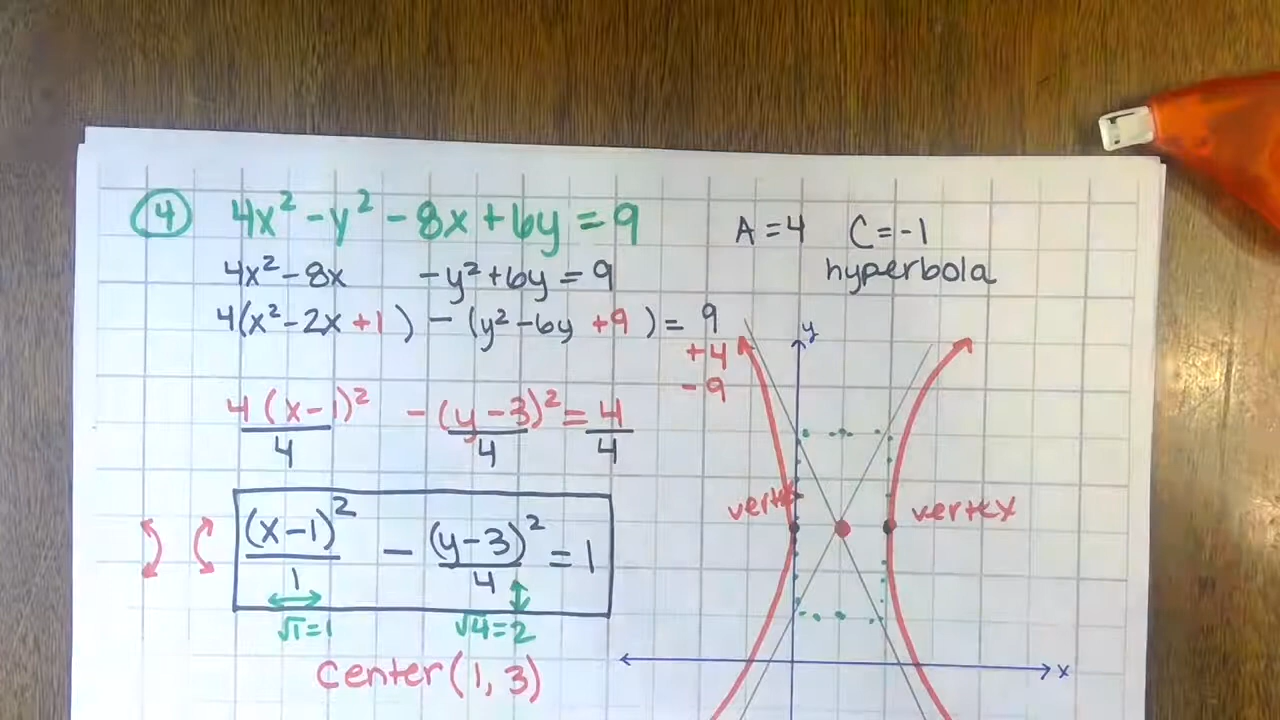 ④ 4x² - y² - 8x + 6y = 9
A = 4 C = -1
hyperbola
4x² - 8x - y² + 6y = 9
4(x² - 2x + 1) - (y² - 6y + 9) = 9
+4
-9
4(x-1)²/4 - (y-3)²/4 = 4/4
(x-1)²/1 - (y-3)²/4 = 1
√1=1 √4=2
center (1, 3)
y
vertex
x